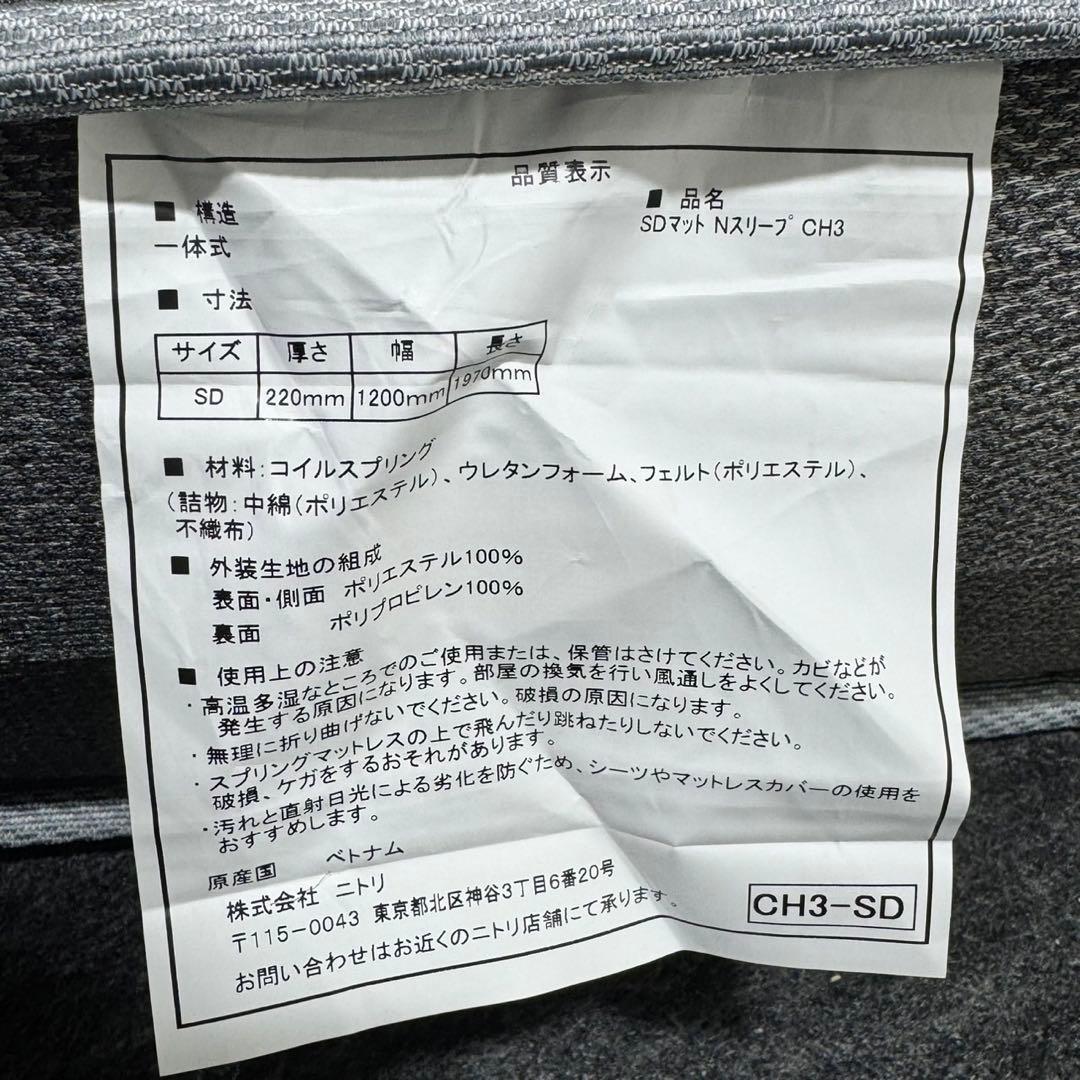 品質表示
■ 構造
一体式
■ 品名
SDマット Nスリープ CH3
■ 寸法
サイズ 厚さ 幅 長さ
SD 220mm 1200mm 1970mm
■ 材料:コイルスプリング
(詰物:中綿(ポリエステル)、ウレタンフォーム、フェルト(ポリエステル)、
不織布)
■ 外装生地の組成
表面・側面 ポリエステル100%
裏面 ポリプロピレン100%
■ 使用上の注意
・高温多湿なところでのご使用または、保管はさけてください。カビなどが
発生する原因になります。部屋の換気を行い風通しをよくしてください。
・無理に折り曲げないでください。破損の原因になります。
・スプリングマットレスの上で飛んだり跳ねたりしないでください。
破損、ケガをするおそれがあります。
・汚れと直射日光による劣化を防ぐため、シーツやマットレスカバーの使用を
おすすめします。
原産国 ベトナム
株式会社 ニトリ
〒115-0043 東京都北区神谷3丁目6番20号
お問い合わせはお近くのニトリ店舗にて承ります。
CH3-SD